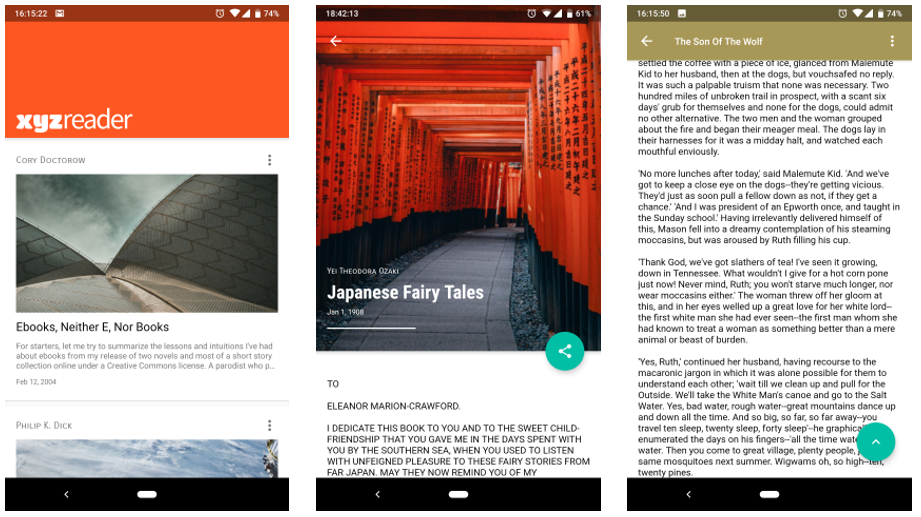 16:15:22
74%
xyzreader
CORY DOCTOROW
Ebooks, Neither E, Nor Books
For starters, let me try to summarize the lessons and intuitions I've had
about ebooks from my release of two novels and most of a short story
collection online under a Creative Commons license. A parodist who p...
Feb 12, 2004
PHILIP K. DICK
18:42:13
61%
YEI THEODORA OZAKI
Japanese Fairy Tales
Jan 1, 1908
TO
ELEANOR MARION-CRAWFORD.
I DEDICATE THIS BOOK TO YOU AND TO THE SWEET CHILD-
FRIENDSHIP THAT YOU GAVE ME IN THE DAYS SPENT WITH
YOU BY THE SOUTHERN SEA, WHEN YOU USED TO LISTEN
WITH UNFEIGNED PLEASURE TO THESE FAIRY STORIES FROM
FAR JAPAN. MAY THEY NOW REMIND YOU OF MY
16:15:50
74%
The Son Of The Wolf
settled the coffee with a piece of ice, glanced from Malemute
Kid to her husband, then at the dogs, but vouchsafed no reply.
It was such a palpable truism that none was necessary. Two
hundred miles of unbroken trail in prospect, with a scant six
days' grub for themselves and none for the dogs, could admit
no other alternative. The two men and the woman grouped
about the fire and began their meager meal. The dogs lay in
their harnesses for it was a midday halt, and watched each
mouthful enviously.
'No more lunches after today,' said Malemute Kid. 'And we've
got to keep a close eye on the dogs--they're getting vicious.
They'd just as soon pull a fellow down as not, if they get a
chance.' 'And I was president of an Epworth once, and taught in
the Sunday school.' Having irrelevantly delivered himself of
this, Mason fell into a dreamy contemplation of his steaming
moccasins, but was aroused by Ruth filling his cup.
'Thank God, we've got slathers of tea! I've seen it growing,
down in Tennessee. What wouldn't I give for a hot corn pone
just now! Never mind, Ruth; you won't starve much longer, nor
wear moccasins either.' The woman threw off her gloom at
this, and in her eyes welled up a great love for her white lord--
the first white man she had ever seen--the first man whom she
had known to treat a woman as something better than a mere
animal or beast of burden.
'Yes, Ruth,' continued her husband, having recourse to the
macaronic jargon in which it was alone possible for them to
understand each other; 'wait till we clean up and pull for the
Outside. We'll take the White Man's canoe and go to the Salt
Water. Yes, bad water, rough water--great mountains dance up
and down all the time. And so big, so far, so far away--you
travel ten sleep, twenty sleep, forty sleep'--he graphically
enumerated the days on his fingers--'all the time
water. Then you come to great village, plenty people,
same mosquitoes next summer. Wigwams oh, so high--ten,
twenty pines.